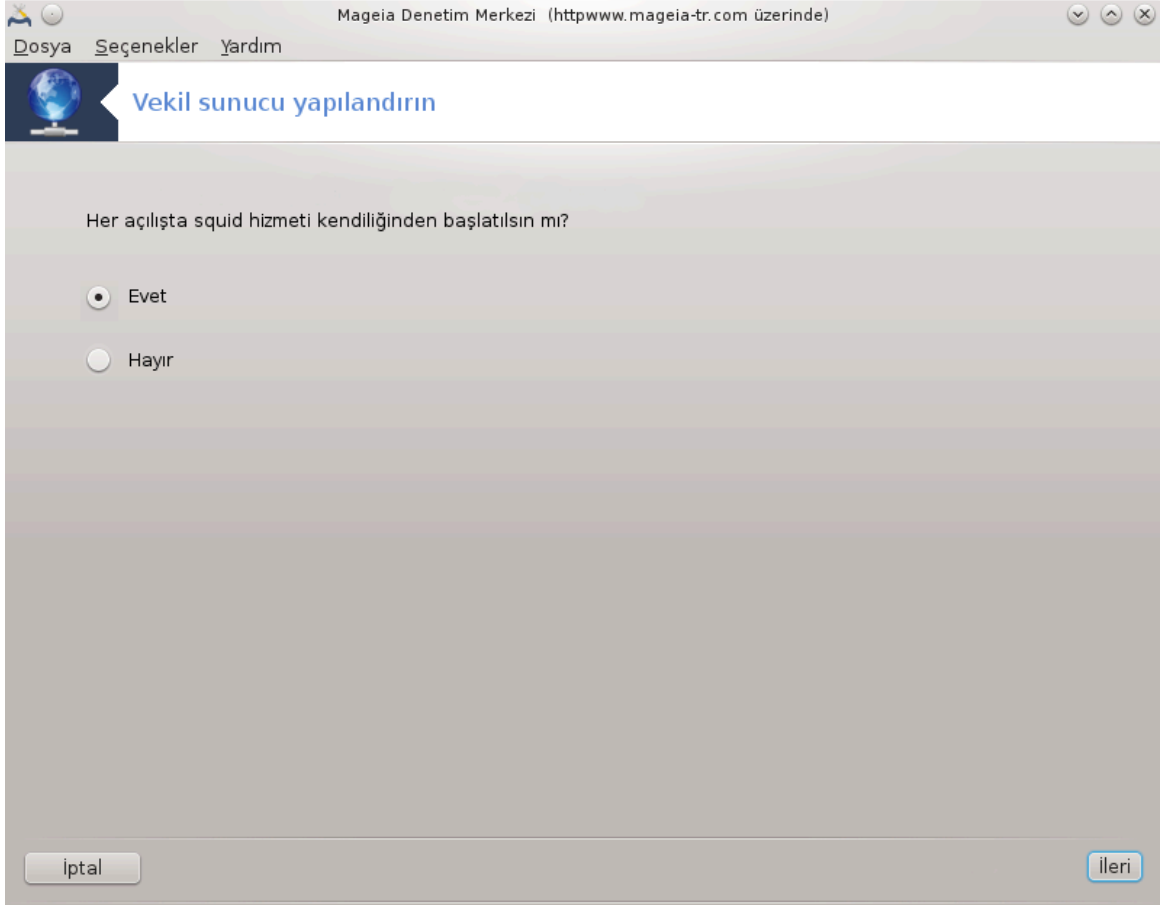 Mageia Denetim Merkezi (httpwww.mageia-tr.com üzerinde)
Dosya Seçenekler Yardım
Vekil sunucu yapılandırın
Her açılışta squid hizmeti kendiliğinden başlatılsın mı?
Evet
Hayır
İptal İleri